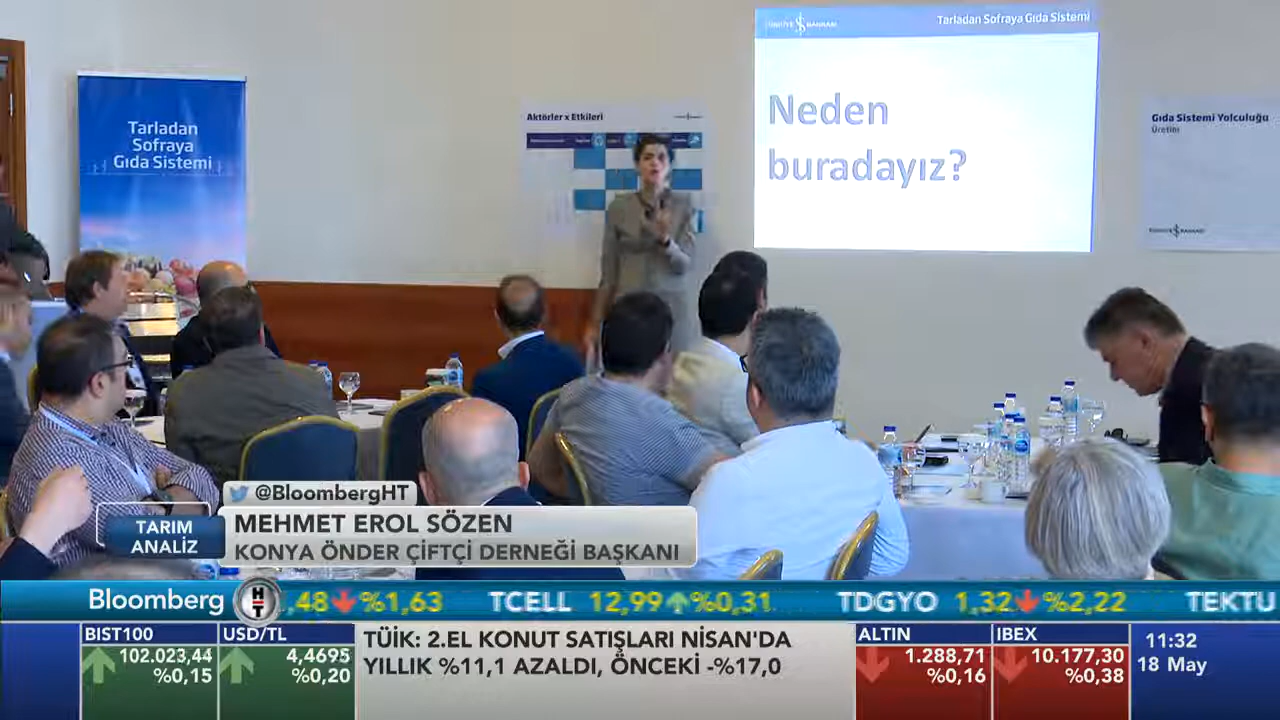 TÜRKİYE İŞ BANKASI
Tarladan Sofraya Gıda Sistemi
Neden
buradayız?
Tarladan
Sofraya
Gıda Sistemi
Aktörler x Etkileri
Gıda Sistemi Yolculuğu
Üretim
@BloombergHT
TARIM
ANALİZ
MEHMET EROL SÖZEN
KONYA ÖNDER ÇİFTÇİ DERNEĞİ BAŞKANI
Bloomberg HT ,48 %1,63 TCELL 12,99 %0,31 TDGYO 1,32 %2,22 TEKTU
BIST100
102.023,44
%0,15
USD/TL
4,4695
%0,20
TÜİK: 2.EL KONUT SATIŞLARI NİSAN'DA
YILLIK %11,1 AZALDI, ÖNCEKİ -%17,0
ALTIN
1.288,71
%0,16
IBEX
10.177,30
%0,38
11:32
18 May